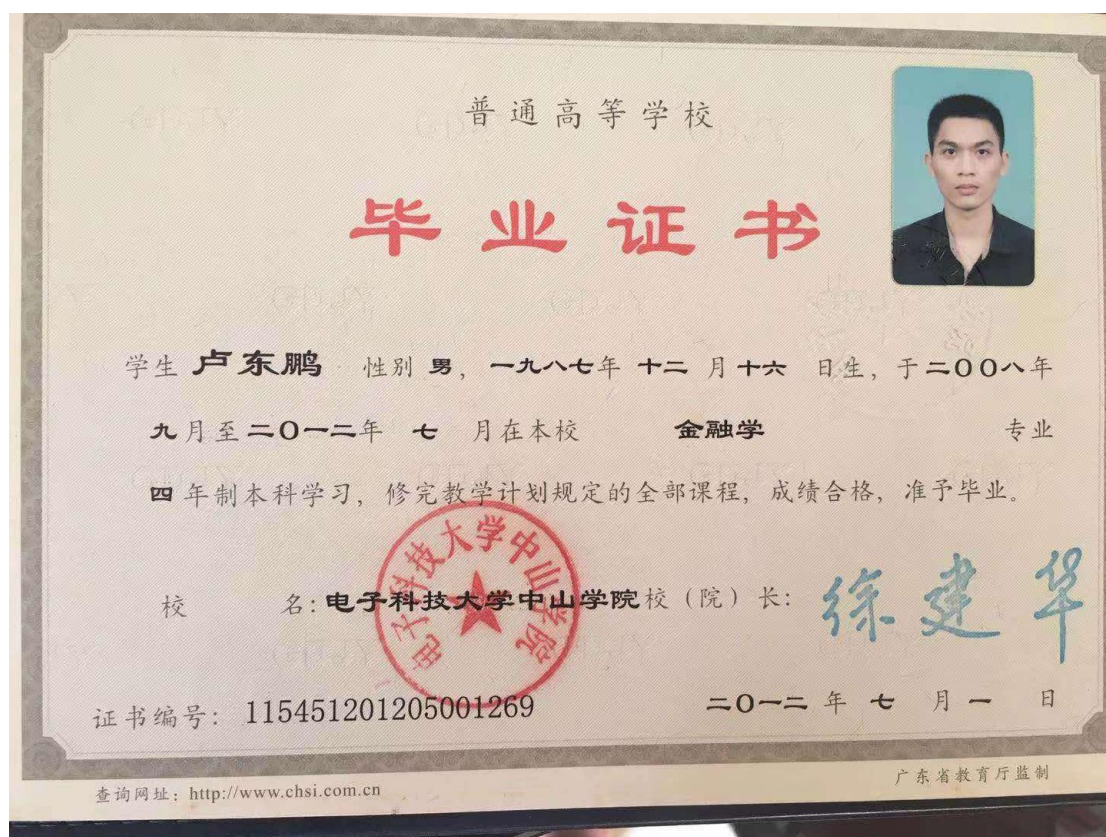 普通高等学校
毕业证书
学生 卢东鹏 性别 男，一九八七年 十二 月 十六 日生，于二00八年
九月至二0一二年 七 月在本校 金融学 专业
四年制本科学习，修完教学计划规定的全部课程，成绩合格，准予毕业。
电子科技大学中山学院
校 名：电子科技大学中山学院 校（院）长：徐建华
证书编号：115451201205001269 二0一二 年 七 月 一 日
查询网址：http://www.chsi.com.cn 广东省教育厅监制